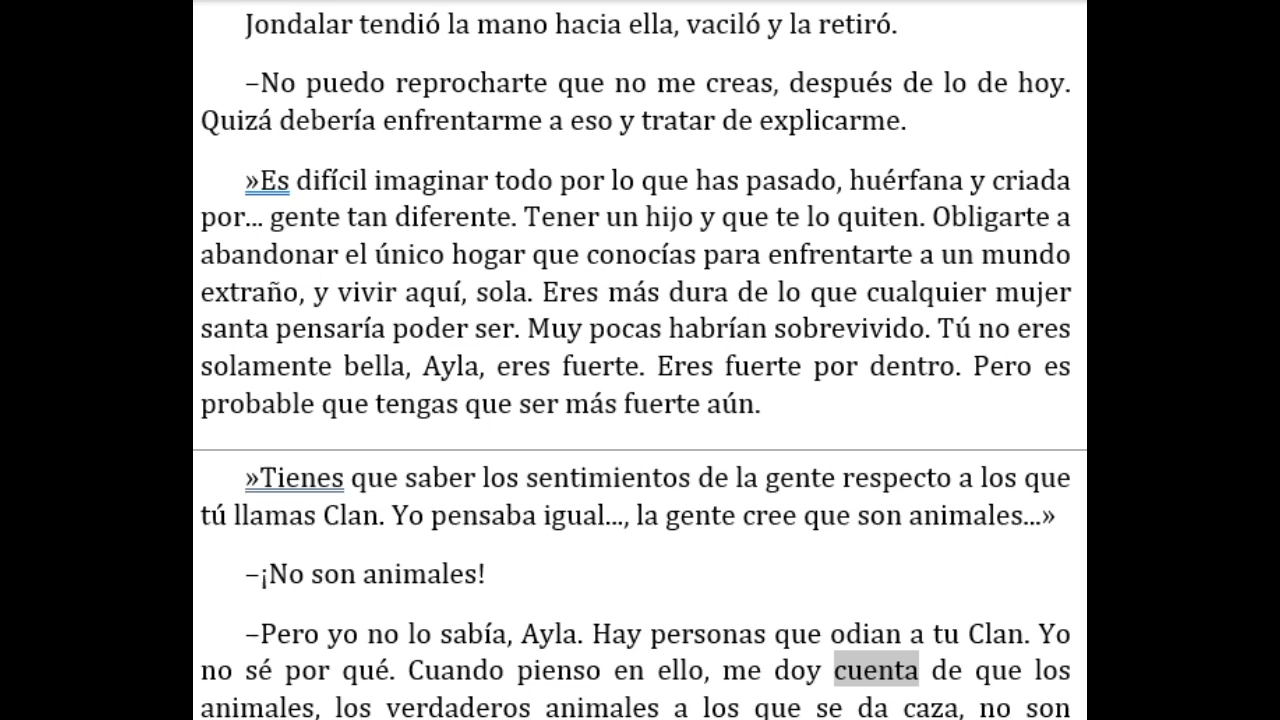 Jondalar tendió la mano hacia ella, vaciló y la retiró.
–No puedo reprocharte que no me creas, después de lo de hoy.
Quizá debería enfrentarme a eso y tratar de explicarme.
»Es difícil imaginar todo por lo que has pasado, huérfana y criada
por... gente tan diferente. Tener un hijo y que te lo quiten. Obligarte a
abandonar el único hogar que conocías para enfrentarte a un mundo
extraño, y vivir aquí, sola. Eres más dura de lo que cualquier mujer
santa pensaría poder ser. Muy pocas habrían sobrevivido. Tú no eres
solamente bella, Ayla, eres fuerte. Eres fuerte por dentro. Pero es
probable que tengas que ser más fuerte aún.
»Tienes que saber los sentimientos de la gente respecto a los que
tú llamas Clan. Yo pensaba igual..., la gente cree que son animales...»
–¡No son animales!
–Pero yo no lo sabía, Ayla. Hay personas que odian a tu Clan. Yo
no sé por qué. Cuando pienso en ello, me doy cuenta de que los
animales, los verdaderos animales a los que se da caza, no son